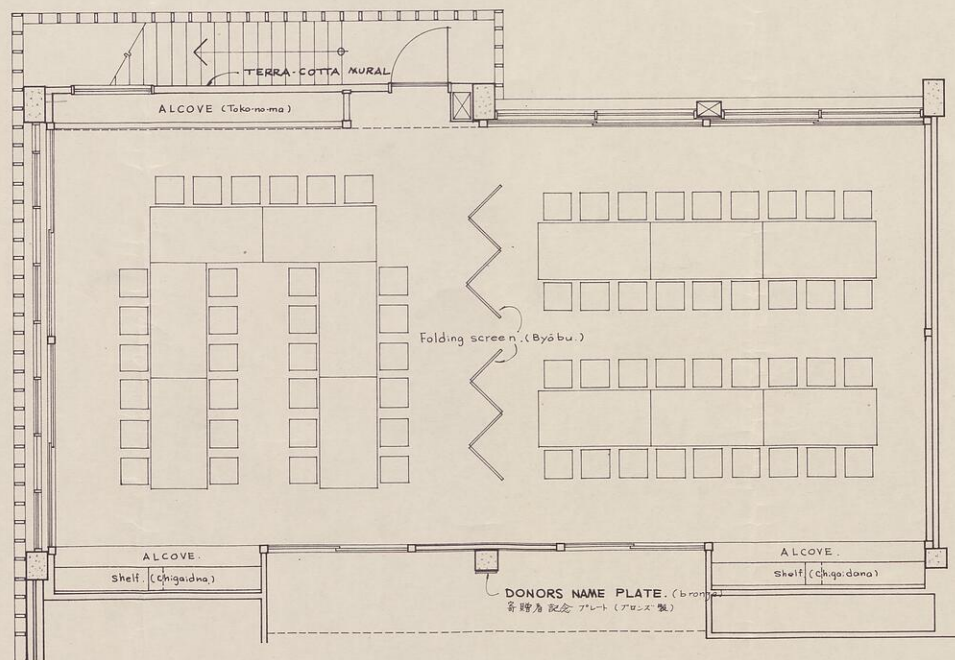 TERRA-COTTA MURAL
ALCOVE (Toko-no-ma)
Folding screen. (Byōbu.)
ALCOVE.
Shelf. (Chigaidna)
ALCOVE.
Shelf (Chigaidana)
DONORS NAME PLATE. (bronze)
寄贈者記念 プレート (ブロンズ製)